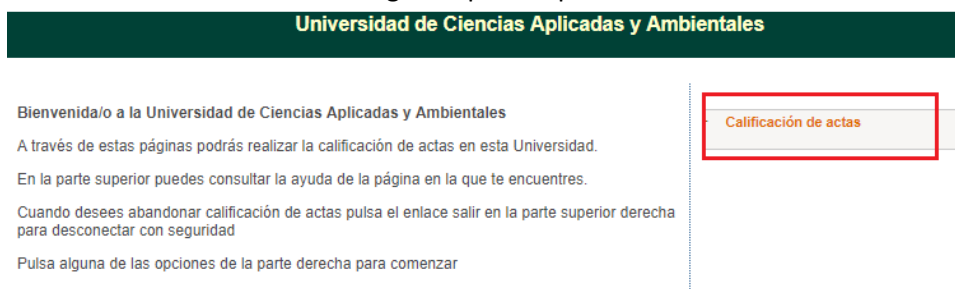 Universidad de Ciencias Aplicadas y Ambientales
Bienvenida/o a la Universidad de Ciencias Aplicadas y Ambientales
A través de estas páginas podrás realizar la calificación de actas en esta Universidad.
En la parte superior puedes consultar la ayuda de la página en la que te encuentres.
Cuando desees abandonar calificación de actas pulsa el enlace salir en la parte superior derecha
para desconectar con seguridad
Pulsa alguna de las opciones de la parte derecha para comenzar
Calificación de actas